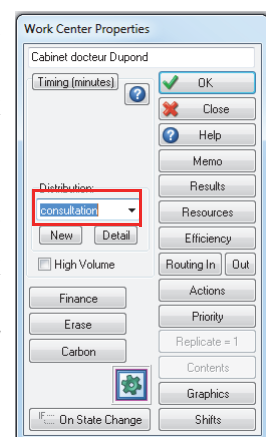 Work Center Properties
Cabinet docteur Dupond
Timing (minutes)
Distribution:
consultation
New Detail
High Volume
Finance
Erase
Carbon
IF On State Change
OK
Close
Help
Memo
Results
Resources
Efficiency
Routing In Out
Actions
Priority
Replicate = 1
Contents
Graphics
Shifts